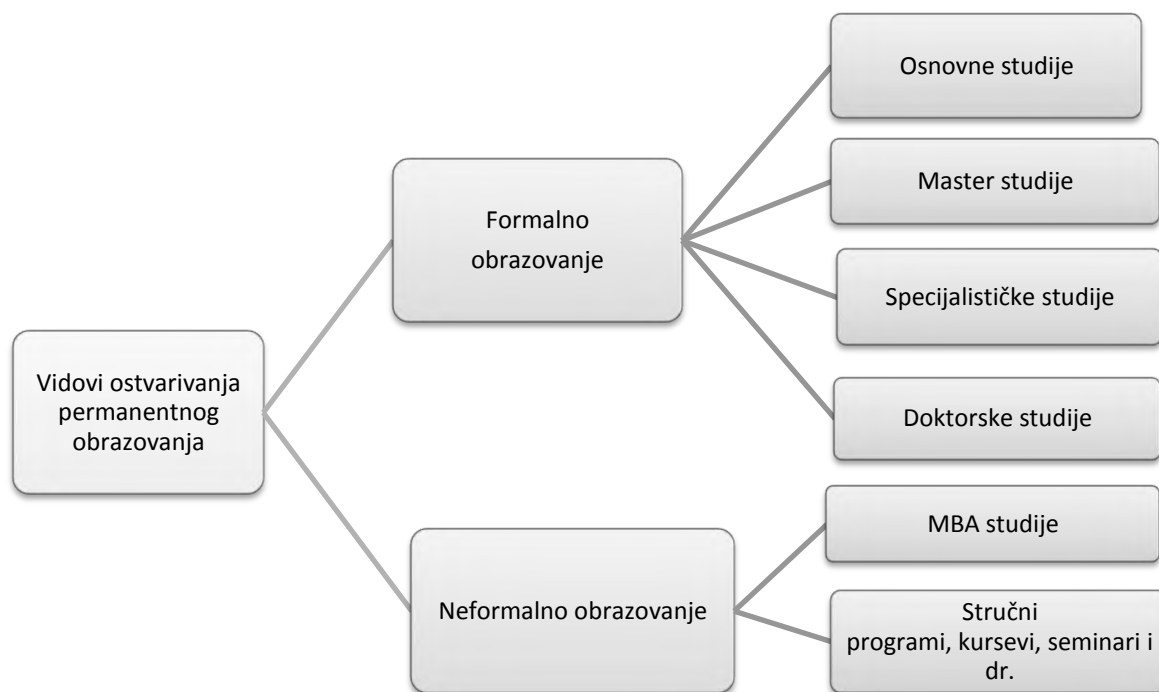 Vidovi ostvarivanja
permanentnog
obrazovanja
Formalno
obrazovanje
Osnovne studije
Master studije
Specijalističke studije
Doktorske studije
Neformalno obrazovanje
MBA studije
Stručni
programi, kursevi, seminari i
dr.